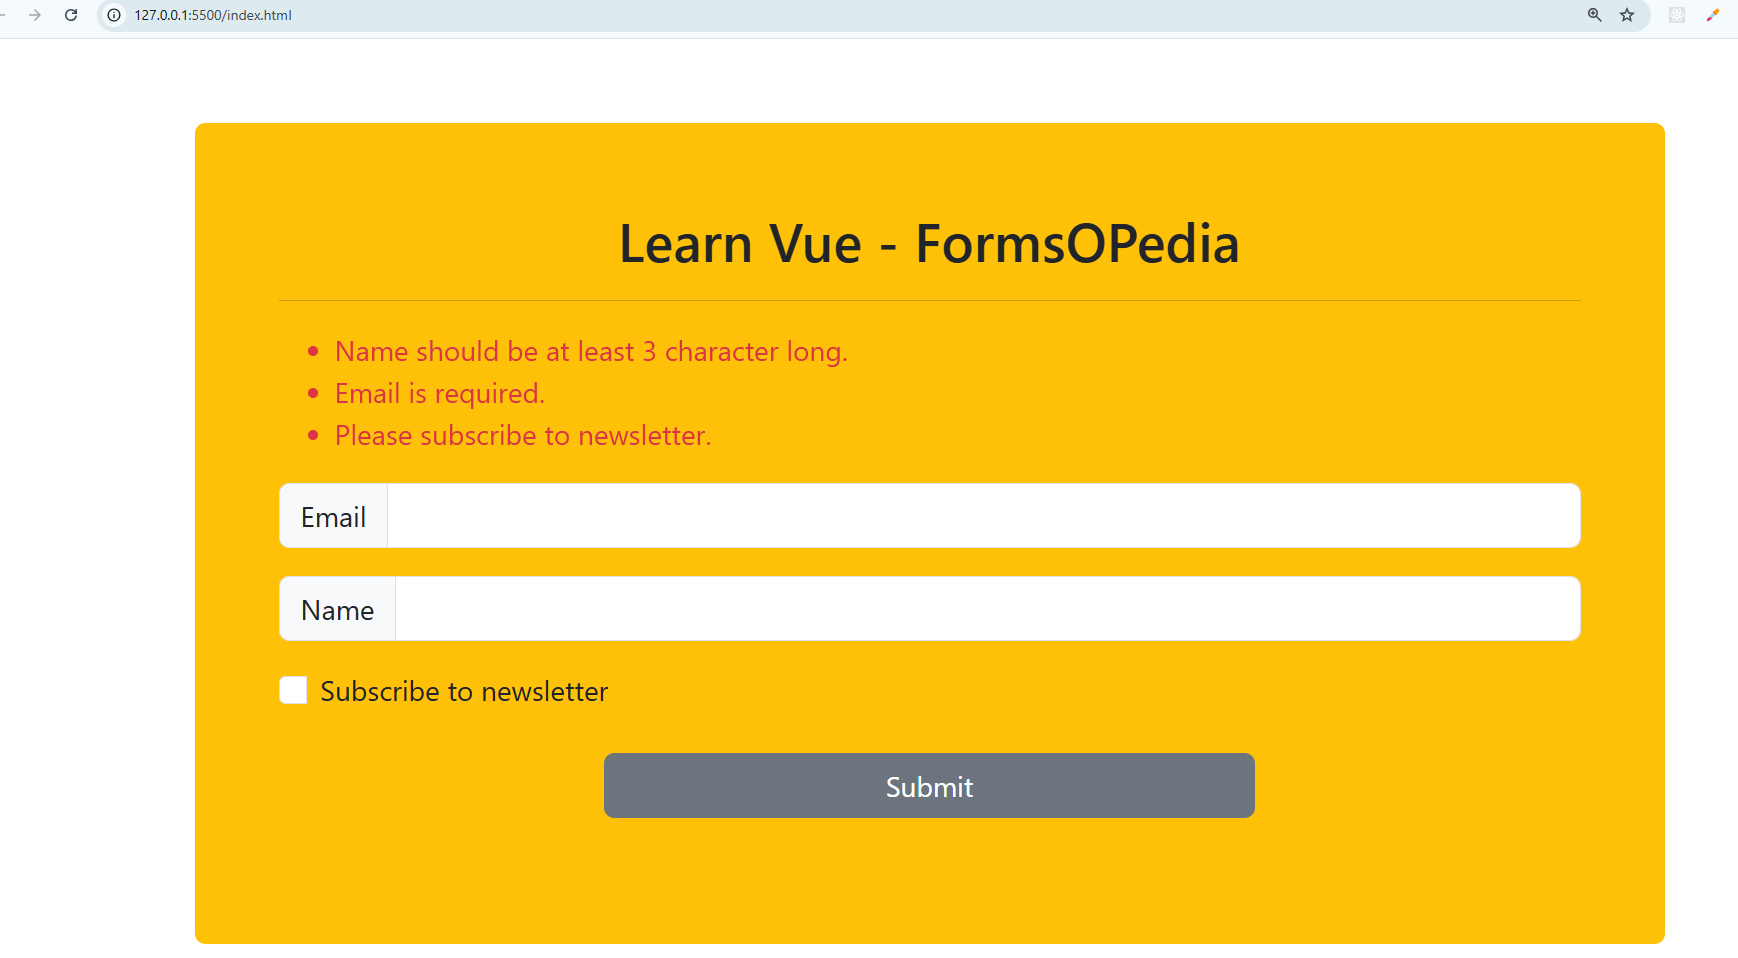 127.0.0.1:5500/index.html
Learn Vue - FormsOPedia
Name should be at least 3 character long.
Email is required.
Please subscribe to newsletter.
Email
Name
Subscribe to newsletter
Submit